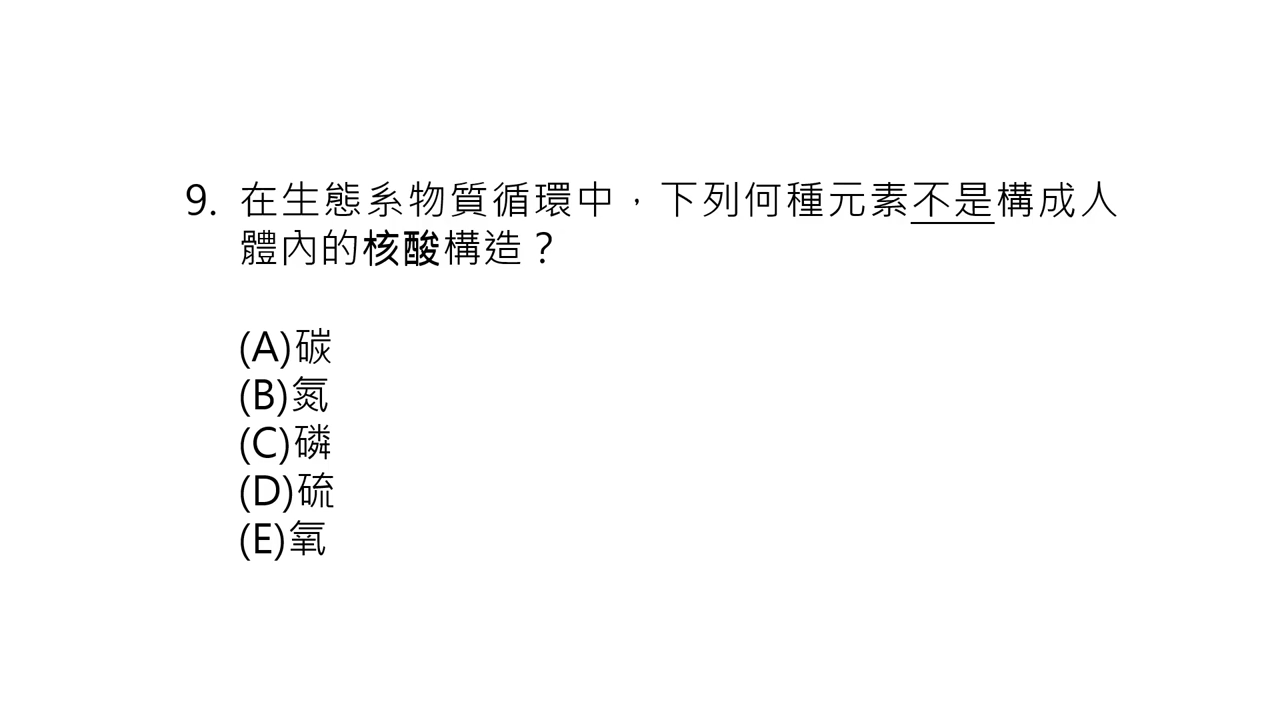 9. 在生態系物質循環中，下列何種元素不是構成人
體內的核酸構造？
(A)碳
(B)氮
(C)磷
(D)硫
(E)氧